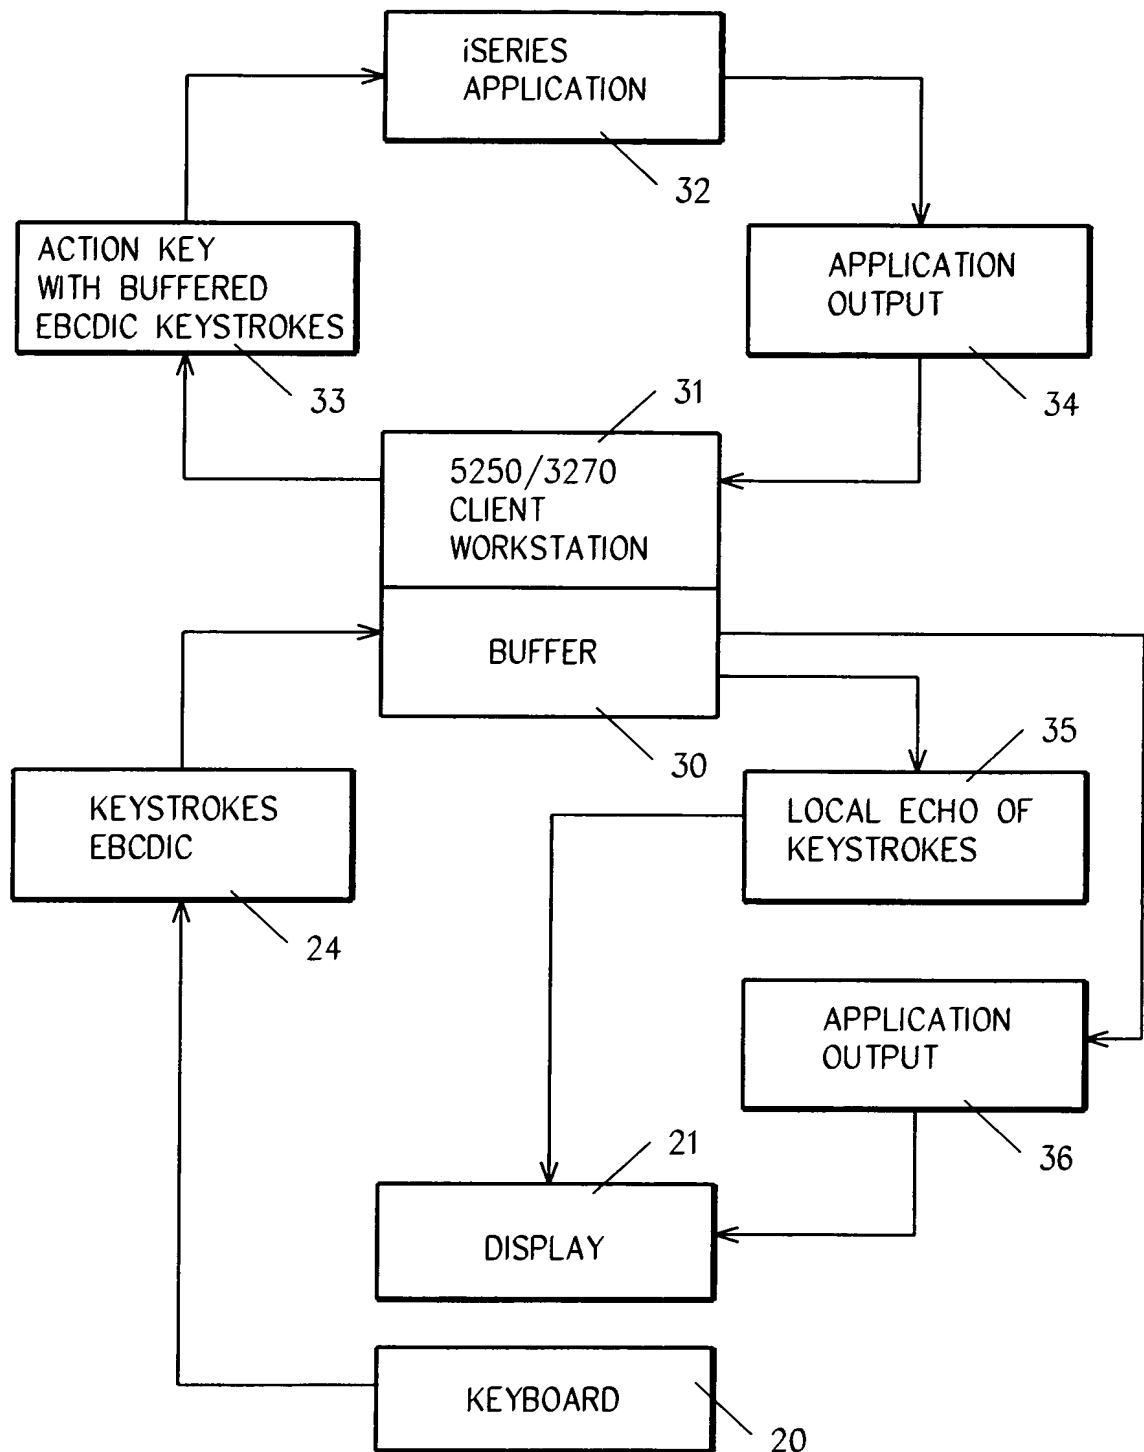 iSERIES
APPLICATION
32
ACTION KEY
WITH BUFFERED
EBCDIC KEYSTROKES
33
APPLICATION
OUTPUT
34
31
5250/3270
CLIENT
WORKSTATION
BUFFER
30
KEYSTROKES
EBCDIC
24
35
LOCAL ECHO OF
KEYSTROKES
APPLICATION
OUTPUT
36
21
DISPLAY
KEYBOARD
20